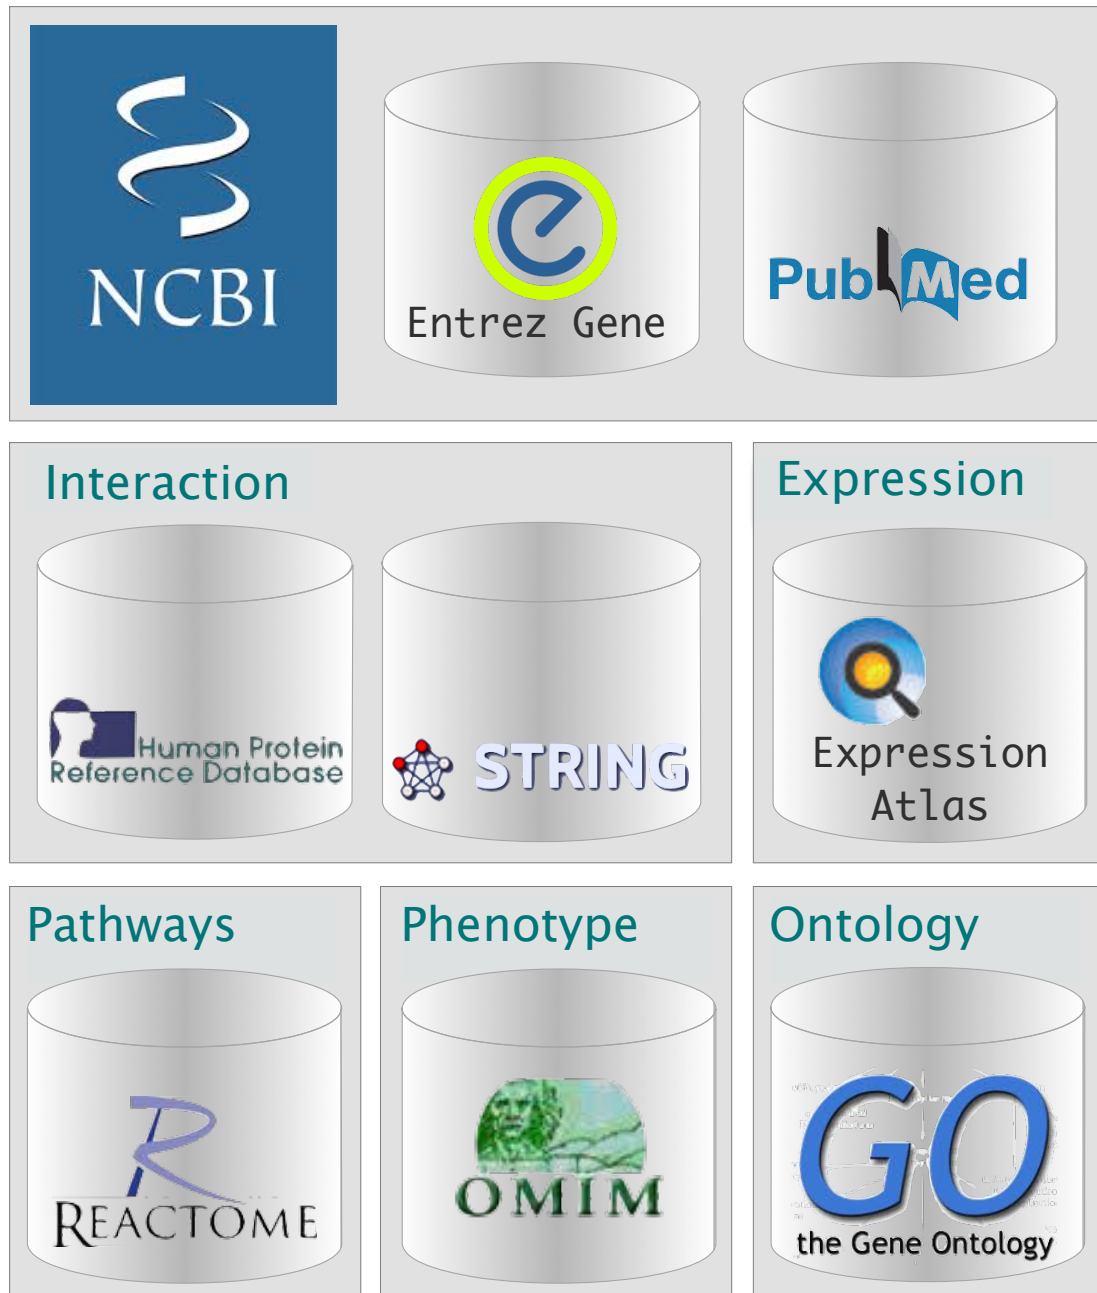 NCBI
Entrez Gene
PubMed
Interaction
Human Protein
Reference Database
STRING
Expression
Expression
Atlas
Pathways
REACTOME
Phenotype
OMIM
Ontology
GO
the Gene Ontology